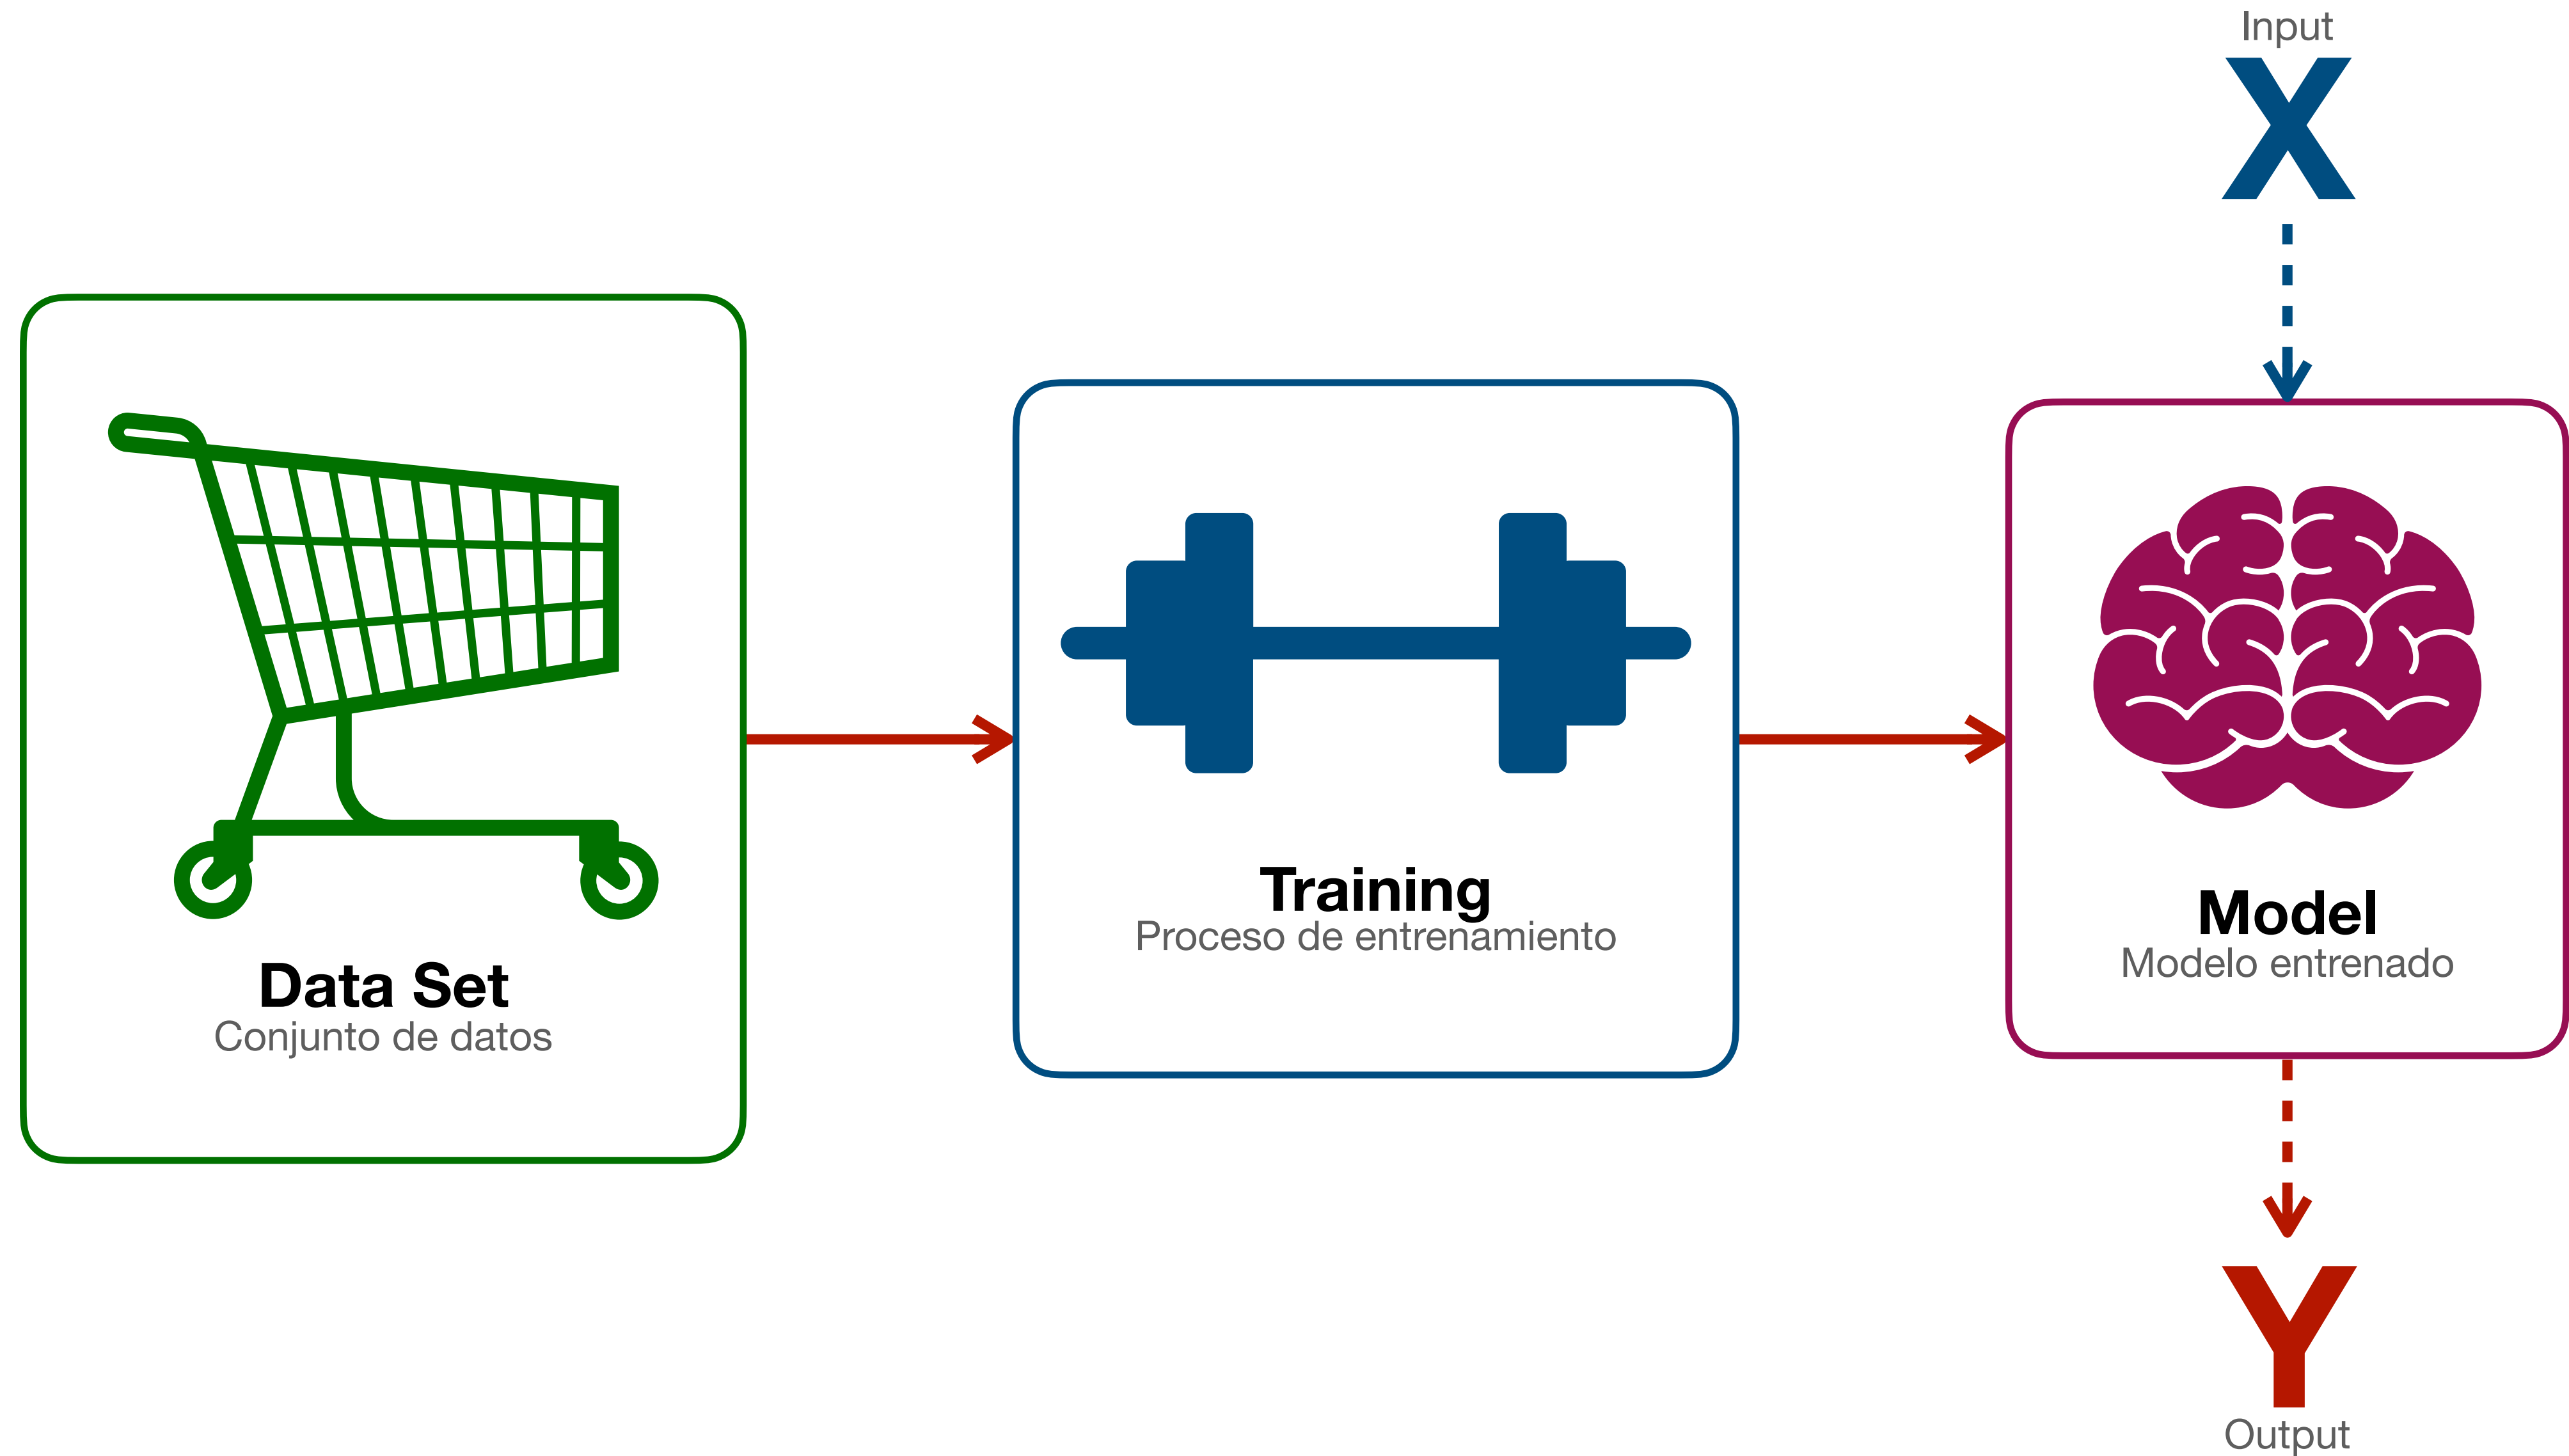 Input
X
Data Set
Conjunto de datos
Training
Proceso de entrenamiento
Model
Modelo entrenado
Y
Output